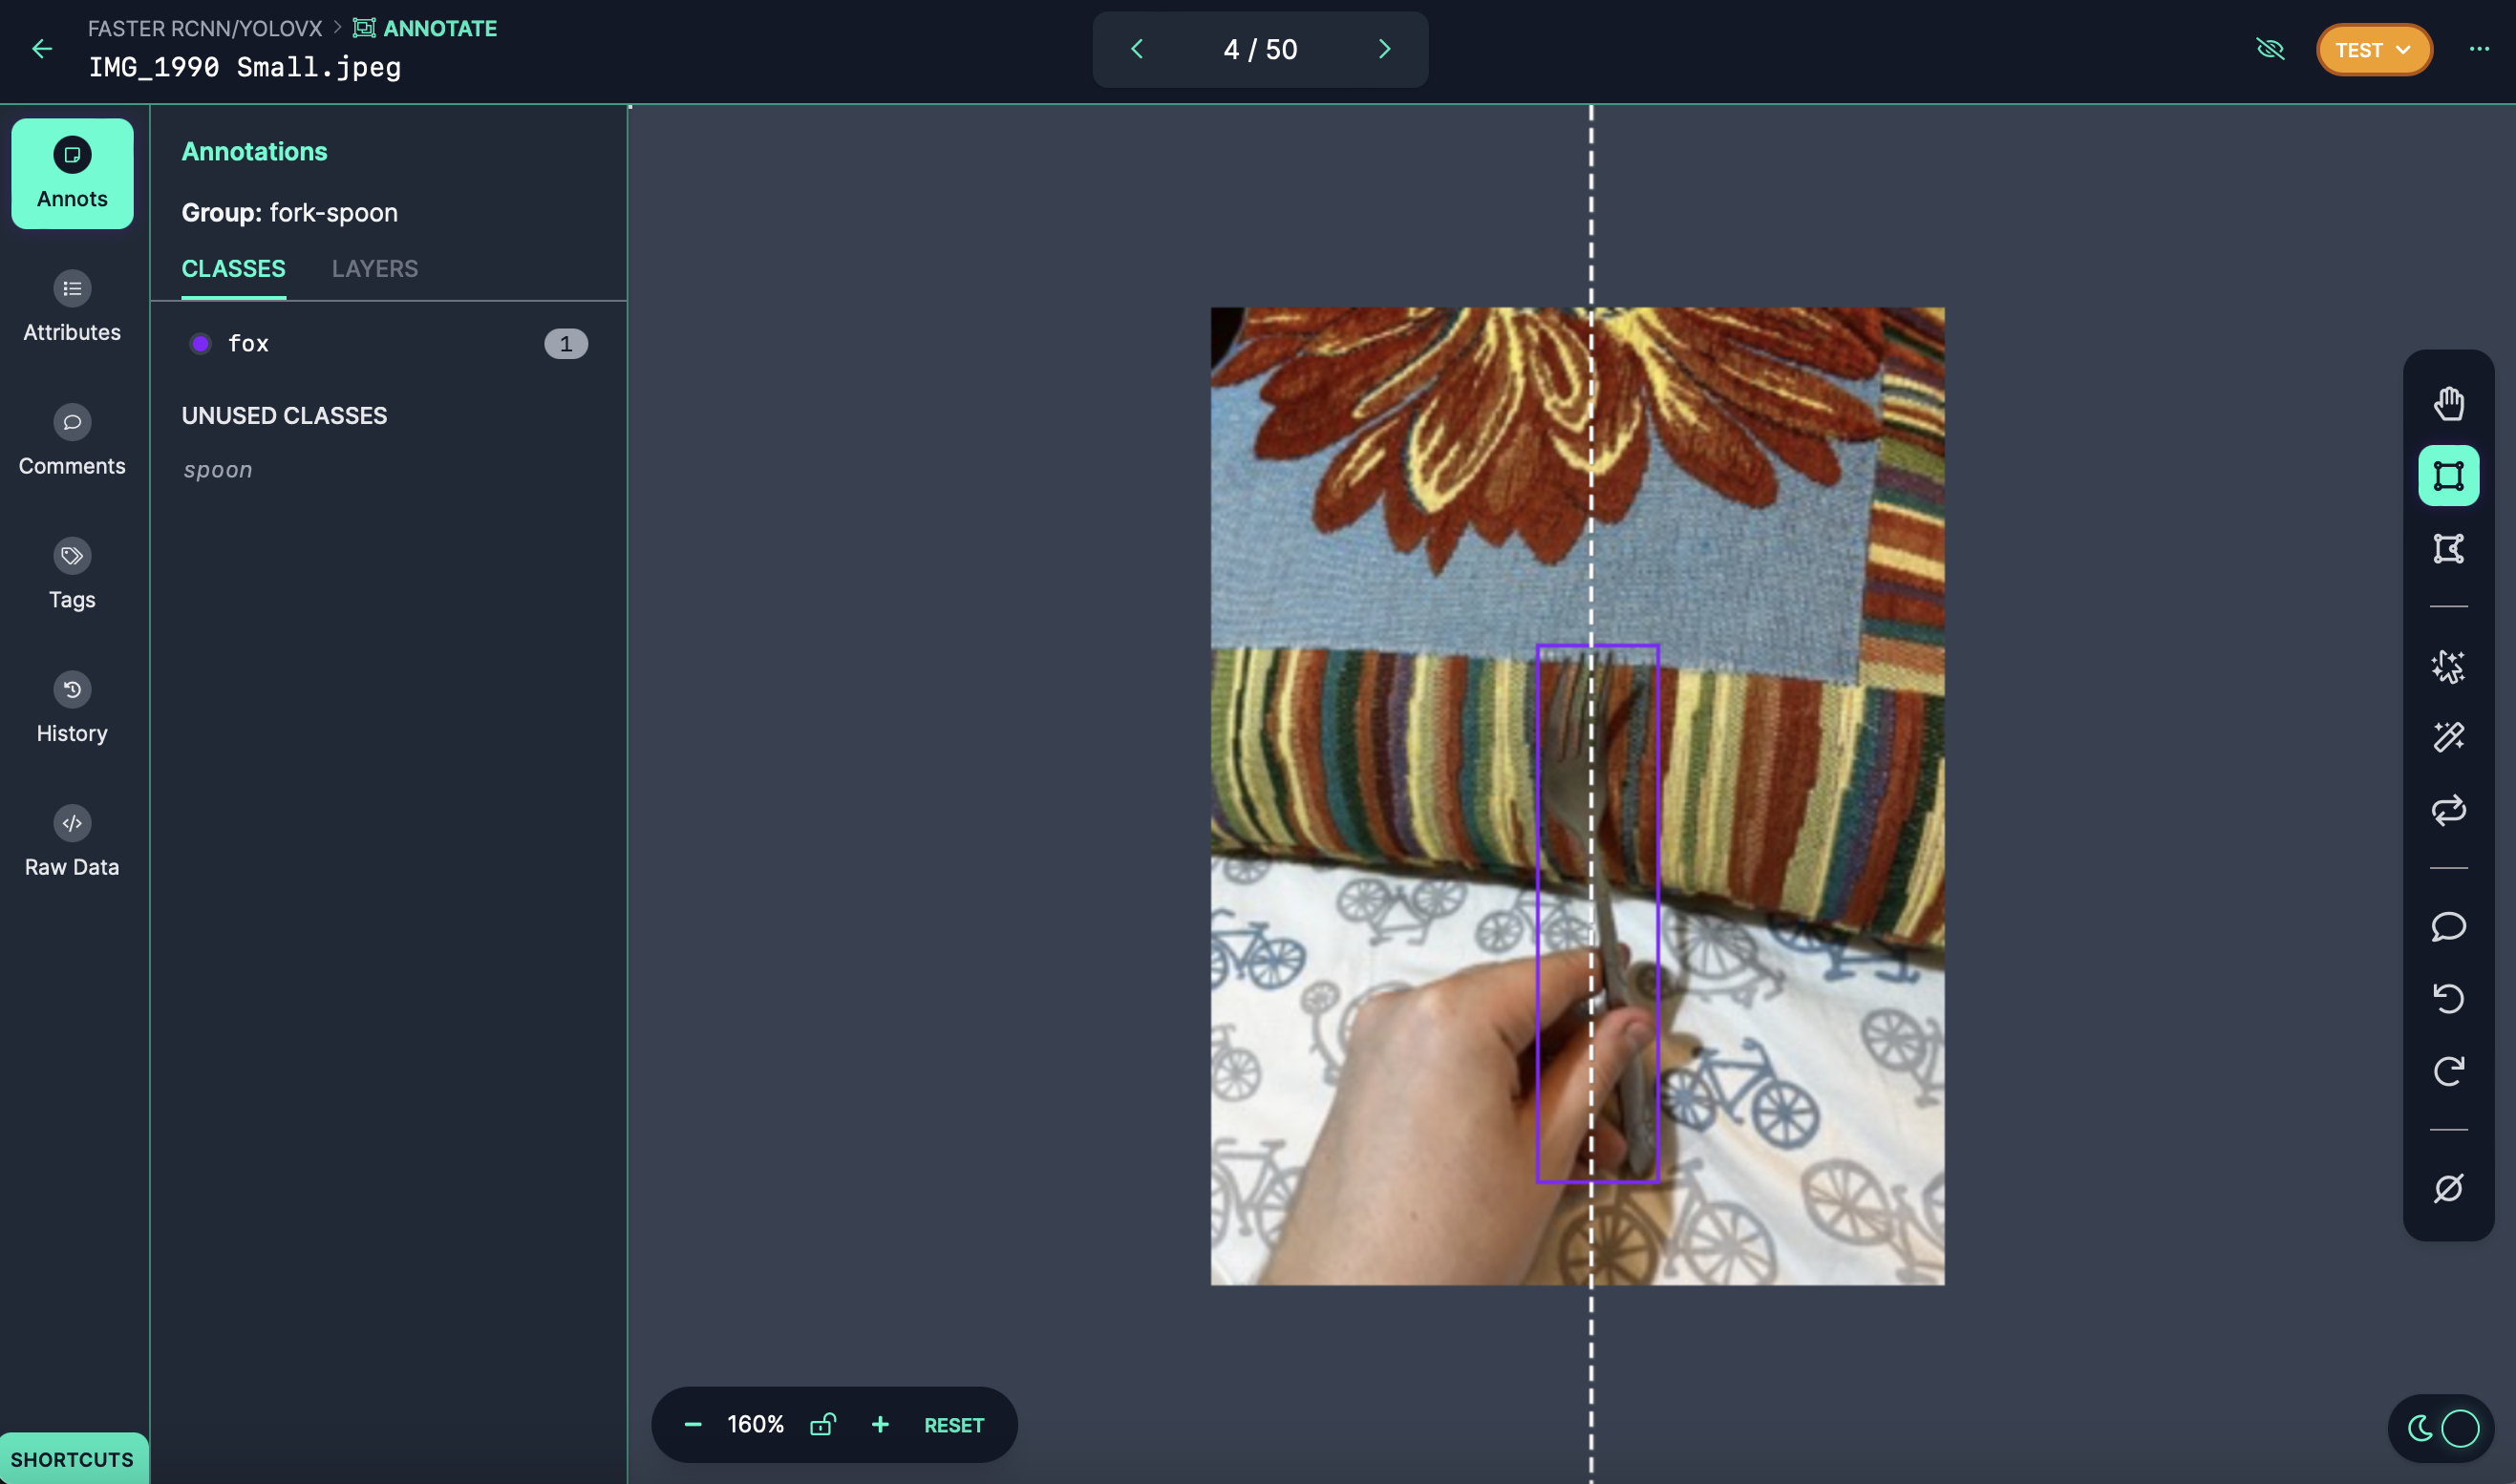 FASTER RCNN/YOLOVX > ANNOTATE
IMG_1990 Small.jpeg
4 / 50
TEST
Annots
Attributes
Comments
Tags
History
Raw Data
SHORTCUTS
Annotations
Group: fork-spoon
CLASSES LAYERS
fox 1
UNUSED CLASSES
spoon
160% RESET